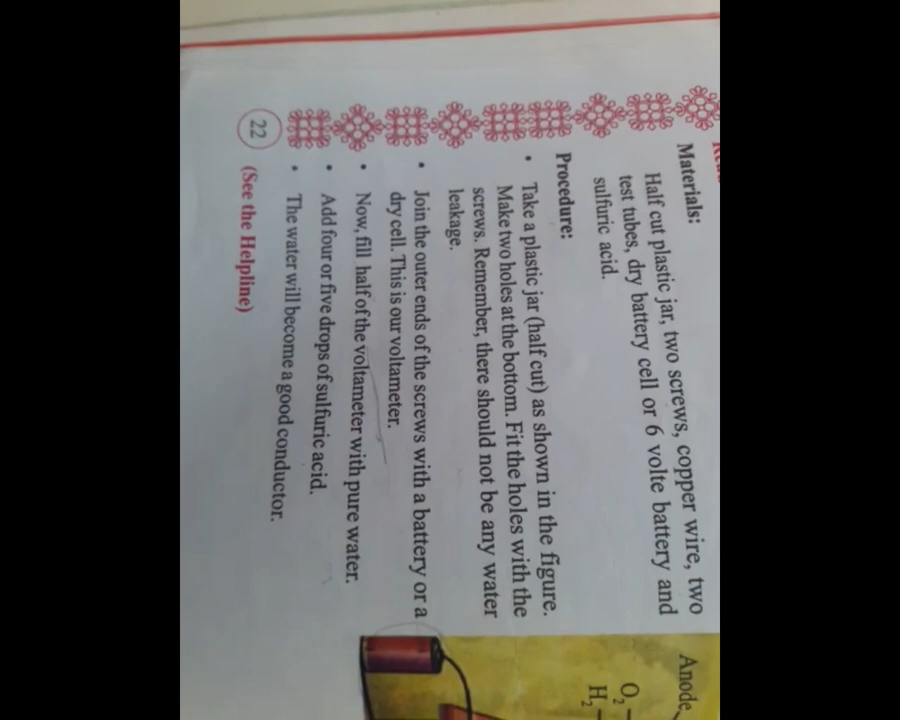 Materials:
Half cut plastic jar, two screws, copper wire, two
test tubes, dry battery cell or 6 volte battery and
sulfuric acid.
Procedure:
• Take a plastic jar (half cut) as shown in the figure.
Make two holes at the bottom. Fit the holes with the
screws. Remember, there should not be any water
leakage.
• Join the outer ends of the screws with a battery or a
dry cell. This is our voltameter.
• Now, fill half of the voltameter with pure water.
• Add four or five drops of sulfuric acid.
• The water will become a good conductor.
22 (See the Helpline)
Anode
O₂
H₂